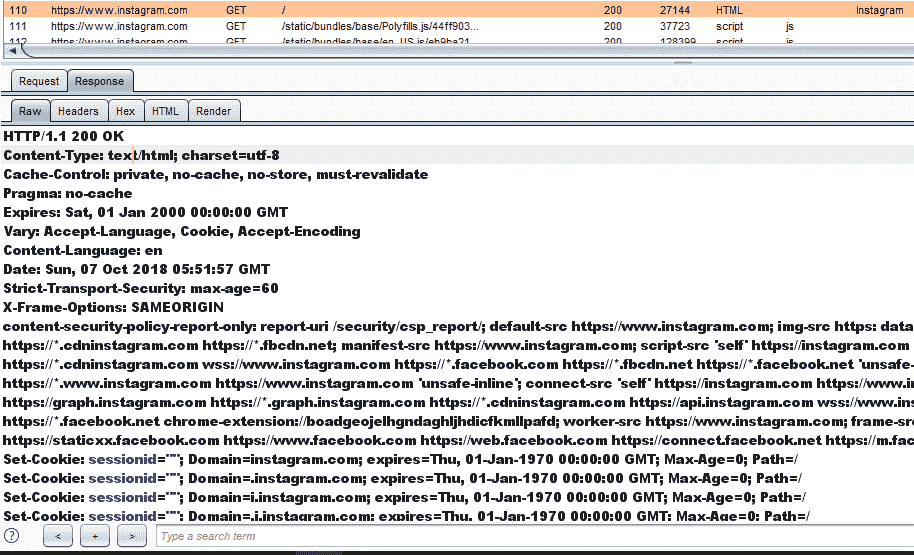 110 https://www.instagram.com GET / 200 27144 HTML Instagram
111 https://www.instagram.com GET /static/bundles/base/Polyfills.js/44ff903... 200 37723 script js
112 https://www.instagram.com GET /static/bundles/base/en_US.js/eb9ba21... 200 128399 script js
Request Response
Raw Headers Hex HTML Render
HTTP/1.1 200 OK
Content-Type: text/html; charset=utf-8
Cache-Control: private, no-cache, no-store, must-revalidate
Pragma: no-cache
Expires: Sat, 01 Jan 2000 00:00:00 GMT
Vary: Accept-Language, Cookie, Accept-Encoding
Content-Language: en
Date: Sun, 07 Oct 2018 05:51:57 GMT
Strict-Transport-Security: max-age=60
X-Frame-Options: SAMEORIGIN
content-security-policy-report-only: report-uri /security/csp_report/; default-src https://www.instagram.com; img-src https: data
https://*.cdninstagram.com https://*.fbcdn.net; manifest-src https://www.instagram.com; script-src 'self' https://instagram.com
https://*.cdninstagram.com wss://www.instagram.com https://*.facebook.com https://*.fbcdn.net https://*.facebook.net 'unsafe-
https://*.www.instagram.com https://www.instagram.com 'unsafe-inline'; connect-src 'self' https://instagram.com https://www.in
https://graph.instagram.com https://*.graph.instagram.com https://*.cdninstagram.com https://api.instagram.com wss://www.ins
https://*.facebook.net chrome-extension://boadgeojelhgndaghljhdicfkmllpafd; worker-src https://www.instagram.com; frame-src
https://staticxx.facebook.com https://www.facebook.com https://web.facebook.com https://connect.facebook.net https://m.fac
Set-Cookie: sessionid=""; Domain=instagram.com; expires=Thu, 01-Jan-1970 00:00:00 GMT; Max-Age=0; Path=/
Set-Cookie: sessionid=""; Domain=.instagram.com; expires=Thu, 01-Jan-1970 00:00:00 GMT; Max-Age=0; Path=/
Set-Cookie: sessionid=""; Domain=i.instagram.com; expires=Thu, 01-Jan-1970 00:00:00 GMT; Max-Age=0; Path=/
Set-Cookie: sessionid=""; Domain=.i.instagram.com; expires=Thu, 01-Jan-1970 00:00:00 GMT; Max-Age=0; Path=/
? < + > Type a search term